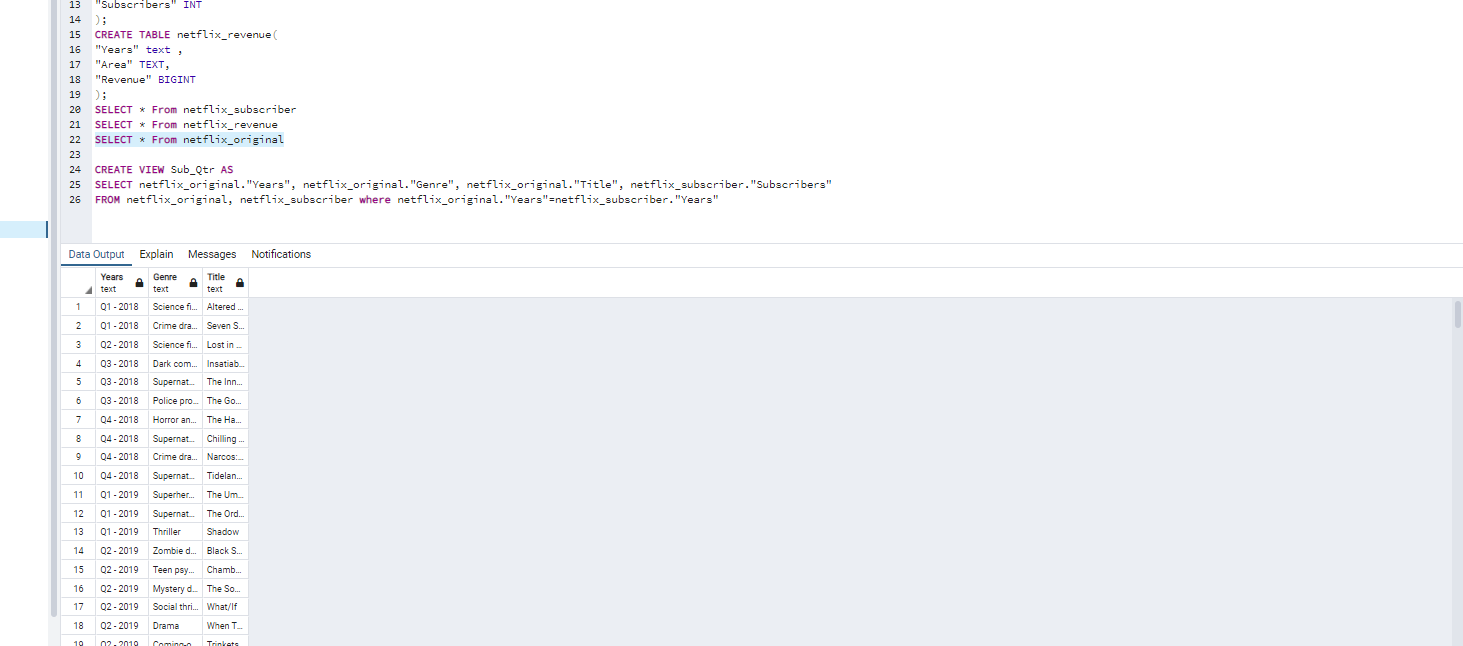 13 "Subscribers" INT
14 );
15 CREATE TABLE netflix_revenue(
16 "Years" text ,
17 "Area" TEXT,
18 "Revenue" BIGINT
19 );
20 SELECT * From netflix_subscriber
21 SELECT * From netflix_revenue
22 SELECT * From netflix_original
23
24 CREATE VIEW Sub_Qtr AS
25 SELECT netflix_original."Years", netflix_original."Genre", netflix_original."Title", netflix_subscriber."Subscribers"
26 FROM netflix_original, netflix_subscriber where netflix_original."Years"=netflix_subscriber."Years"
Data Output Explain Messages Notifications
Years Genre Title
text text text
1 Q1 - 2018 Science fi... Altered ...
2 Q1 - 2018 Crime dra... Seven S...
3 Q2 - 2018 Science fi... Lost in ...
4 Q3 - 2018 Dark com... Insatiab...
5 Q3 - 2018 Supernat... The Inn...
6 Q3 - 2018 Police pro... The Go...
7 Q4 - 2018 Horror an... The Ha...
8 Q4 - 2018 Supernat... Chilling ...
9 Q4 - 2018 Crime dra... Narcos:...
10 Q4 - 2018 Supernat... Tidelan...
11 Q1 - 2019 Superher... The Um...
12 Q1 - 2019 Supernat... The Ord...
13 Q1 - 2019 Thriller Shadow
14 Q2 - 2019 Zombie d... Black S...
15 Q2 - 2019 Teen psy... Chamb...
16 Q2 - 2019 Mystery d... The So...
17 Q2 - 2019 Social thri... What/If
18 Q2 - 2019 Drama When T...
19 Q2 - 2019 Coming-o... Trinkets